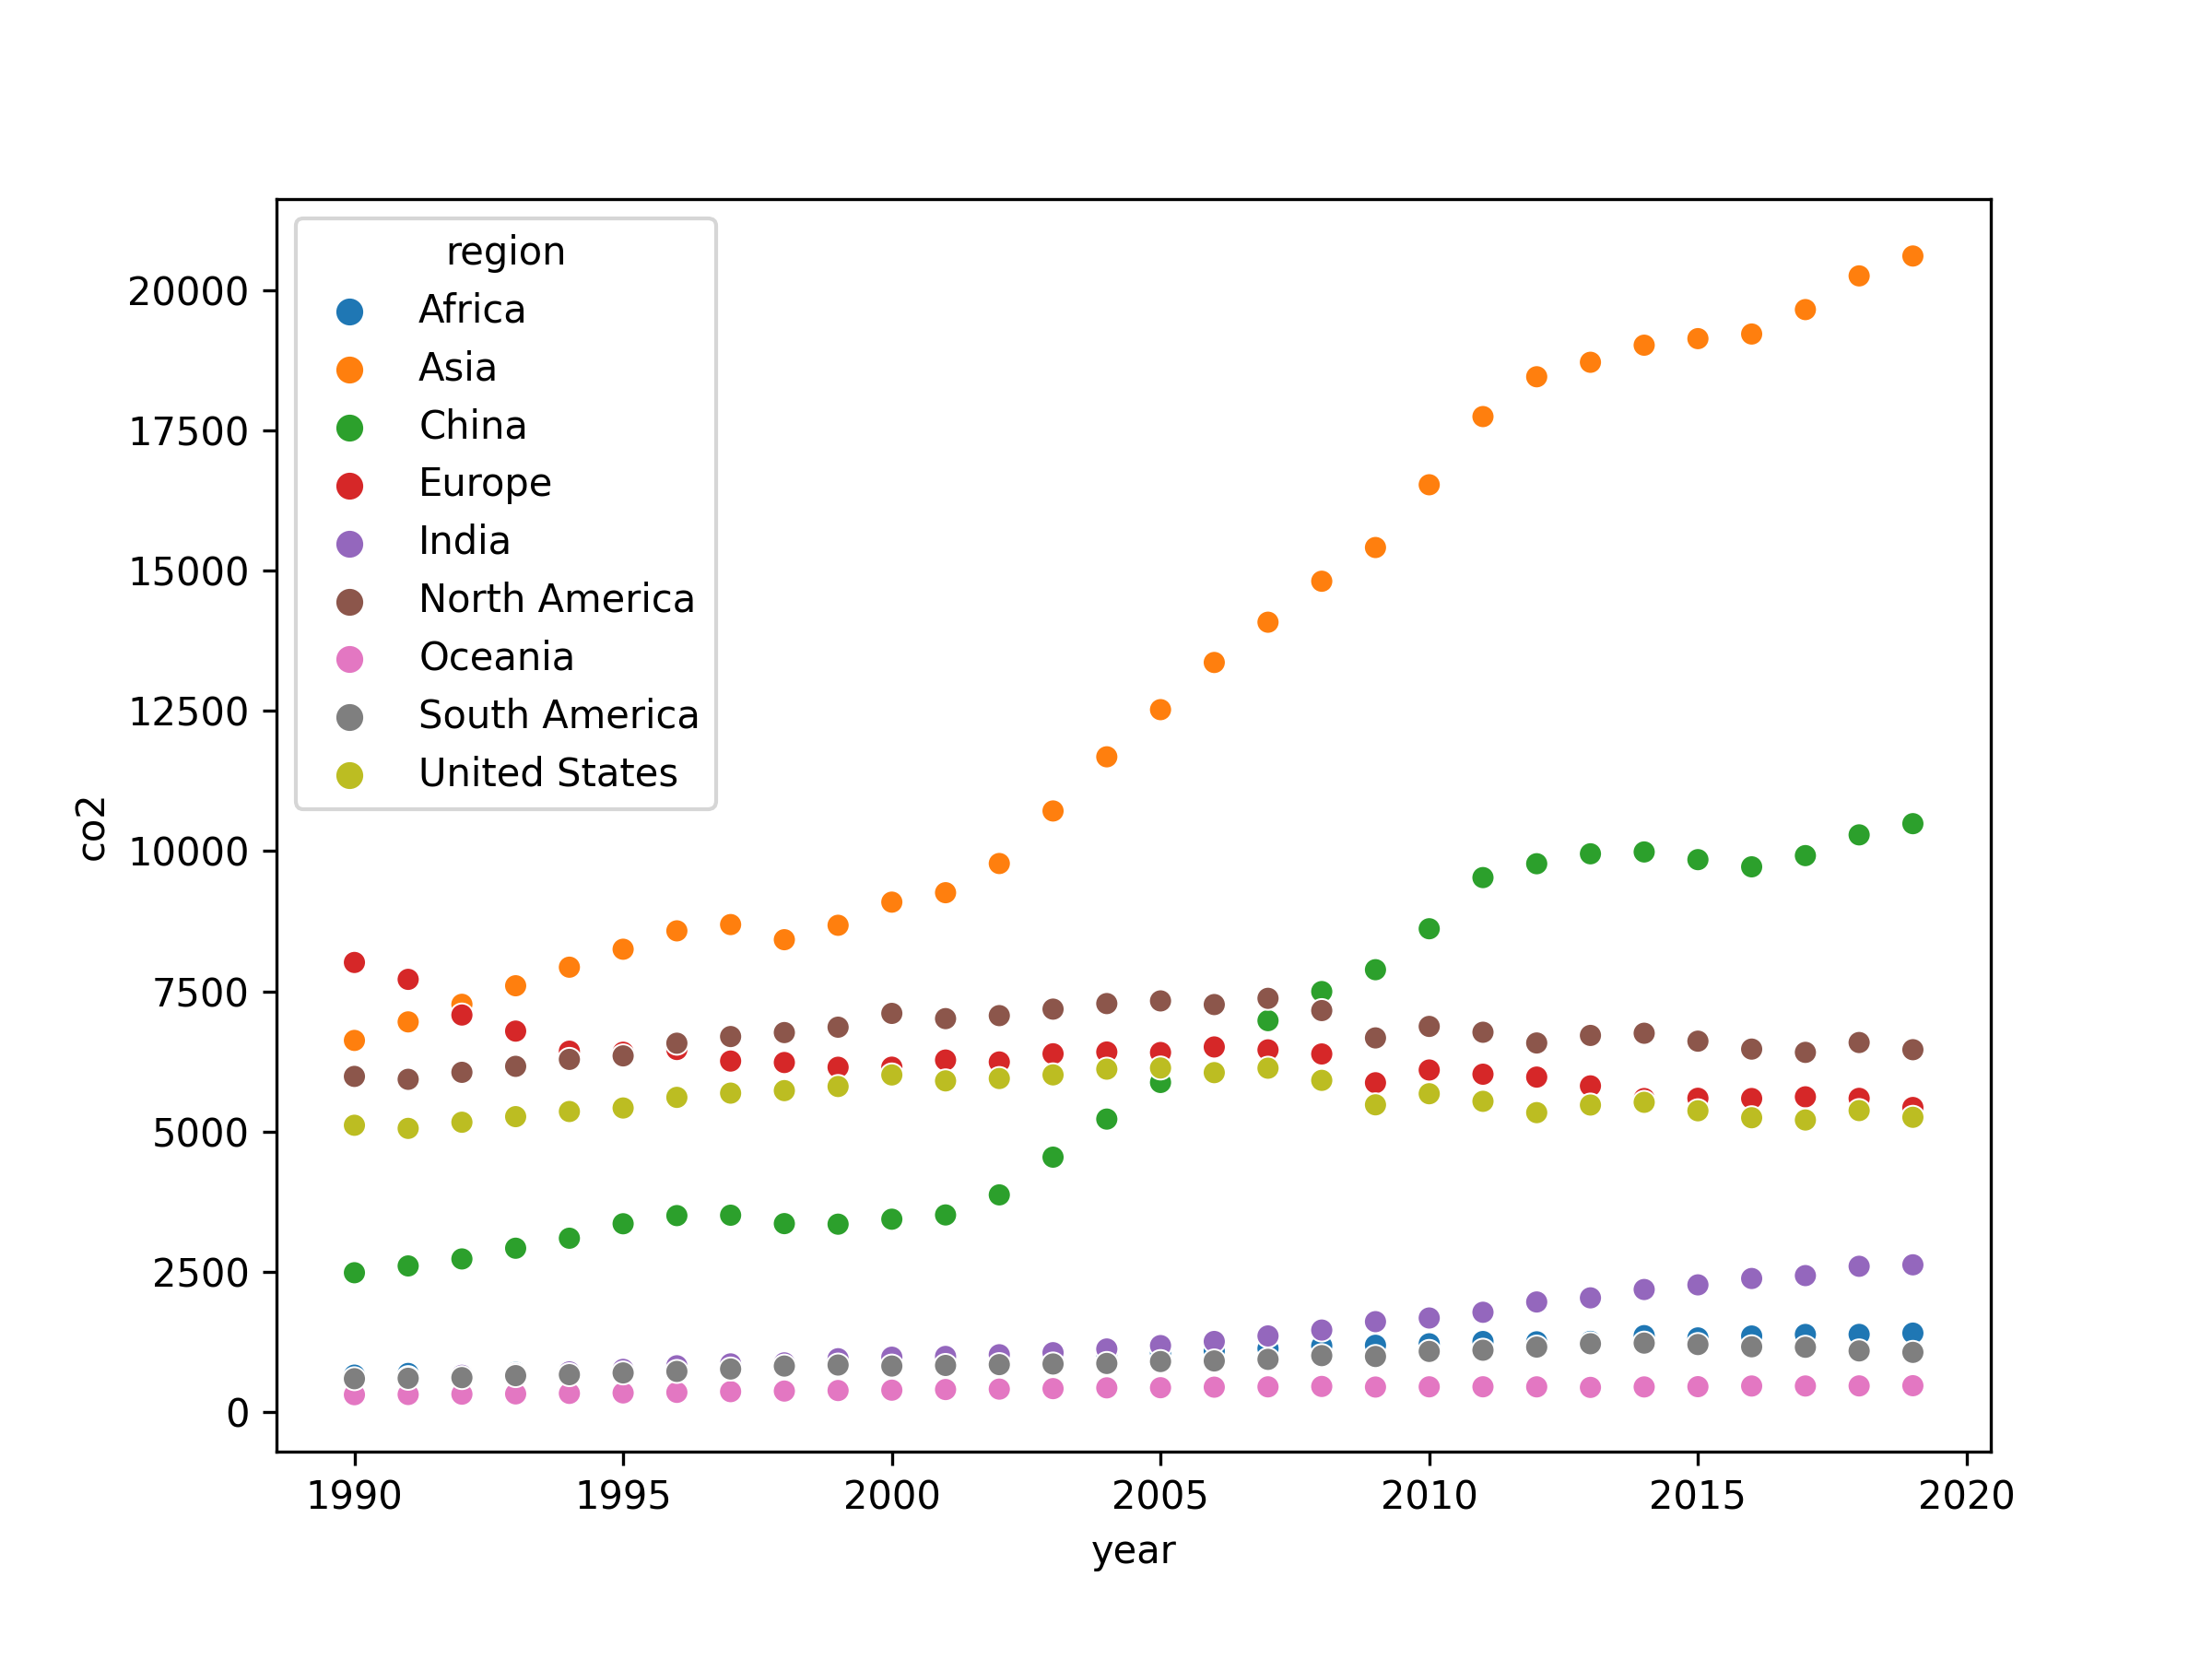 region
Africa
Asia
China
Europe
India
North America
Oceania
South America
United States
co2
20000
17500
15000
12500
10000
7500
5000
2500
0
1990 1995 2000 2005 2010 2015 2020
year